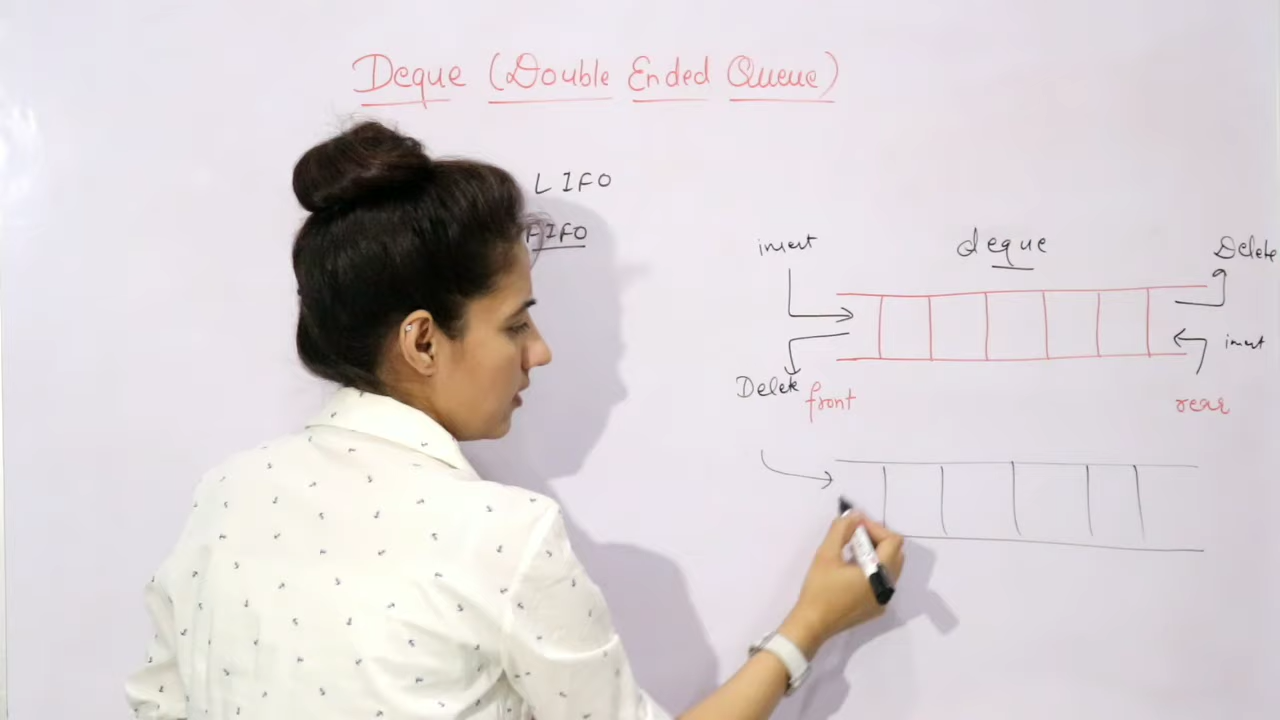 Deque (Double Ended Queue)
LIFO
FIFO
insert
deque
Delete
insert
Delete
front
rear